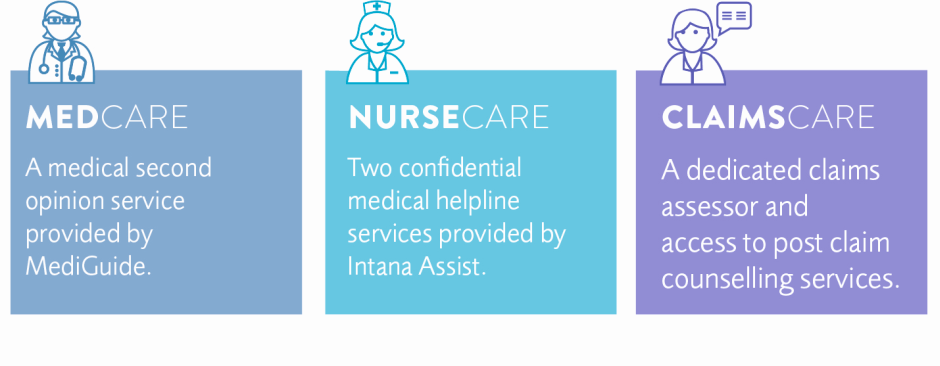 MEDCARE
A medical second
opinion service
provided by
MediGuide.
NURSECARE
Two confidential
medical helpline
services provided by
Intana Assist.
CLAIMSCARE
A dedicated claims
assessor and
access to post claim
counselling services.